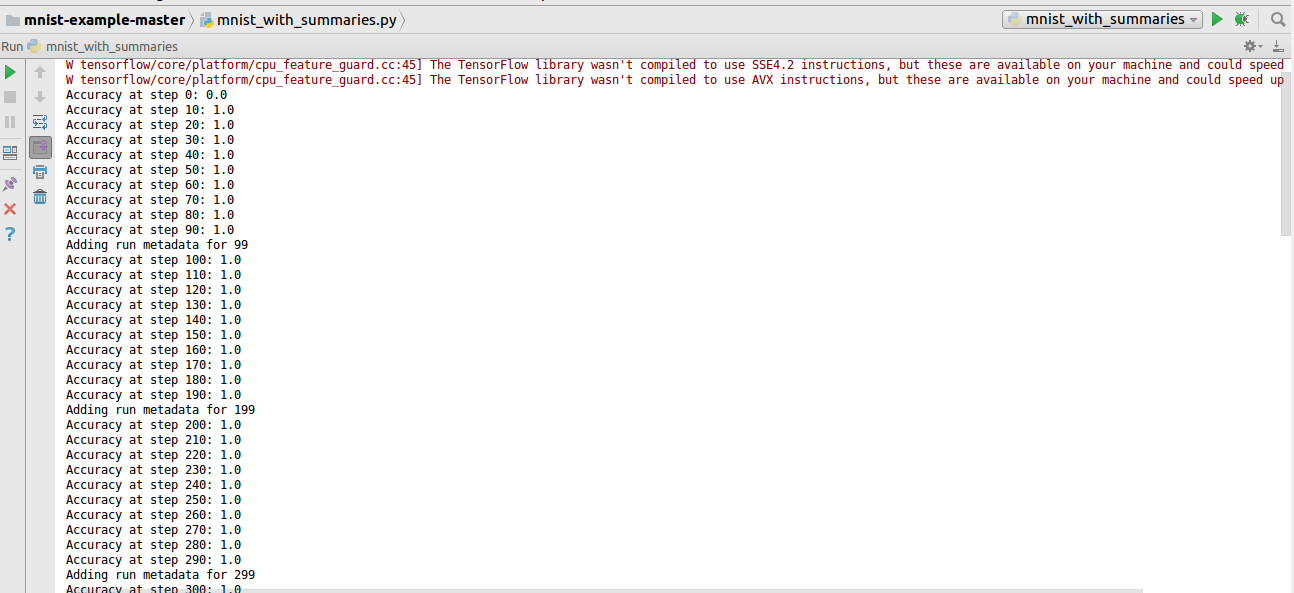 mnist-example-master mnist_with_summaries.py mnist_with_summaries
Run mnist_with_summaries
W tensorflow/core/platform/cpu_feature_guard.cc:45] The TensorFlow library wasn't compiled to use SSE4.2 instructions, but these are available on your machine and could speed
W tensorflow/core/platform/cpu_feature_guard.cc:45] The TensorFlow library wasn't compiled to use AVX instructions, but these are available on your machine and could speed up
Accuracy at step 0: 0.0
Accuracy at step 10: 1.0
Accuracy at step 20: 1.0
Accuracy at step 30: 1.0
Accuracy at step 40: 1.0
Accuracy at step 50: 1.0
Accuracy at step 60: 1.0
Accuracy at step 70: 1.0
Accuracy at step 80: 1.0
Accuracy at step 90: 1.0
Adding run metadata for 99
Accuracy at step 100: 1.0
Accuracy at step 110: 1.0
Accuracy at step 120: 1.0
Accuracy at step 130: 1.0
Accuracy at step 140: 1.0
Accuracy at step 150: 1.0
Accuracy at step 160: 1.0
Accuracy at step 170: 1.0
Accuracy at step 180: 1.0
Accuracy at step 190: 1.0
Adding run metadata for 199
Accuracy at step 200: 1.0
Accuracy at step 210: 1.0
Accuracy at step 220: 1.0
Accuracy at step 230: 1.0
Accuracy at step 240: 1.0
Accuracy at step 250: 1.0
Accuracy at step 260: 1.0
Accuracy at step 270: 1.0
Accuracy at step 280: 1.0
Accuracy at step 290: 1.0
Adding run metadata for 299
Accuracy at step 300: 1.0